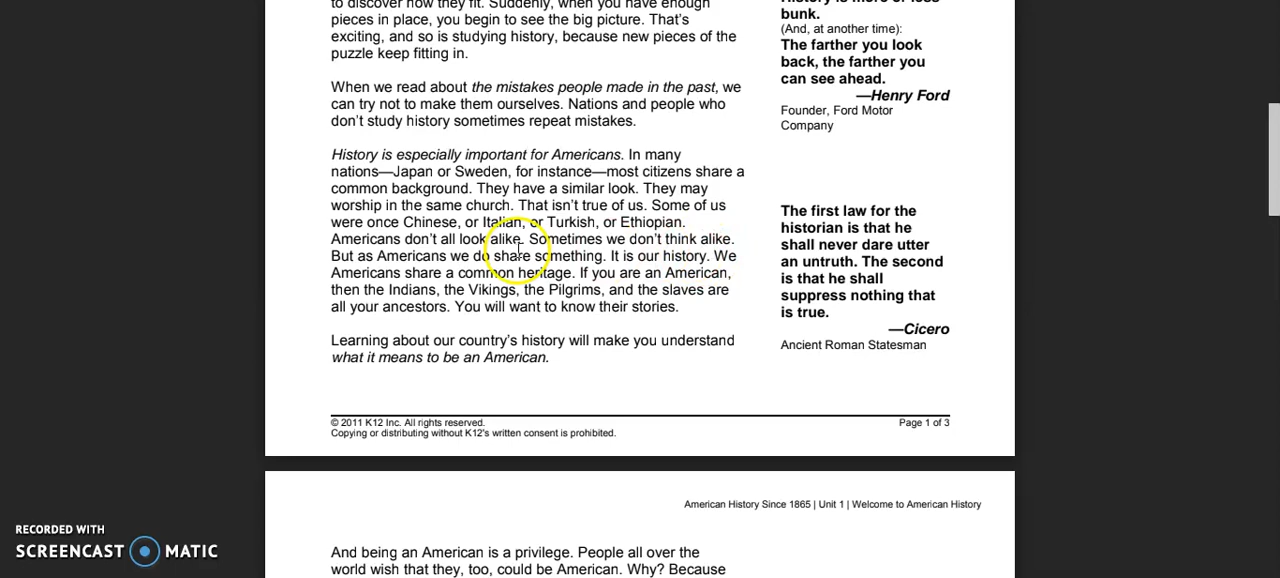 to discover how they fit. Suddenly, when you have enough
pieces in place, you begin to see the big picture. That's
exciting, and so is studying history, because new pieces of the
puzzle keep fitting in.
When we read about the mistakes people made in the past, we
can try not to make them ourselves. Nations and people who
don't study history sometimes repeat mistakes.
History is especially important for Americans. In many
nations—Japan or Sweden, for instance—most citizens share a
common background. They have a similar look. They may
worship in the same church. That isn't true of us. Some of us
were once Chinese, or Italian, or Turkish, or Ethiopian.
Americans don't all look alike. Sometimes we don't think alike.
But as Americans we do share something. It is our history. We
Americans share a common heritage. If you are an American,
then the Indians, the Vikings, the Pilgrims, and the slaves are
all your ancestors. You will want to know their stories.
Learning about our country's history will make you understand
what it means to be an American.
History is more or less
bunk.
(And, at another time):
The farther you look
back, the farther you
can see ahead.
—Henry Ford
Founder, Ford Motor
Company
The first law for the
historian is that he
shall never dare utter
an untruth. The second
is that he shall
suppress nothing that
is true.
—Cicero
Ancient Roman Statesman
© 2011 K12 Inc. All rights reserved.
Copying or distributing without K12's written consent is prohibited.
Page 1 of 3
American History Since 1865 | Unit 1 | Welcome to American History
And being an American is a privilege. People all over the
world wish that they, too, could be American. Why? Because
RECORDED WITH
SCREENCAST MATIC